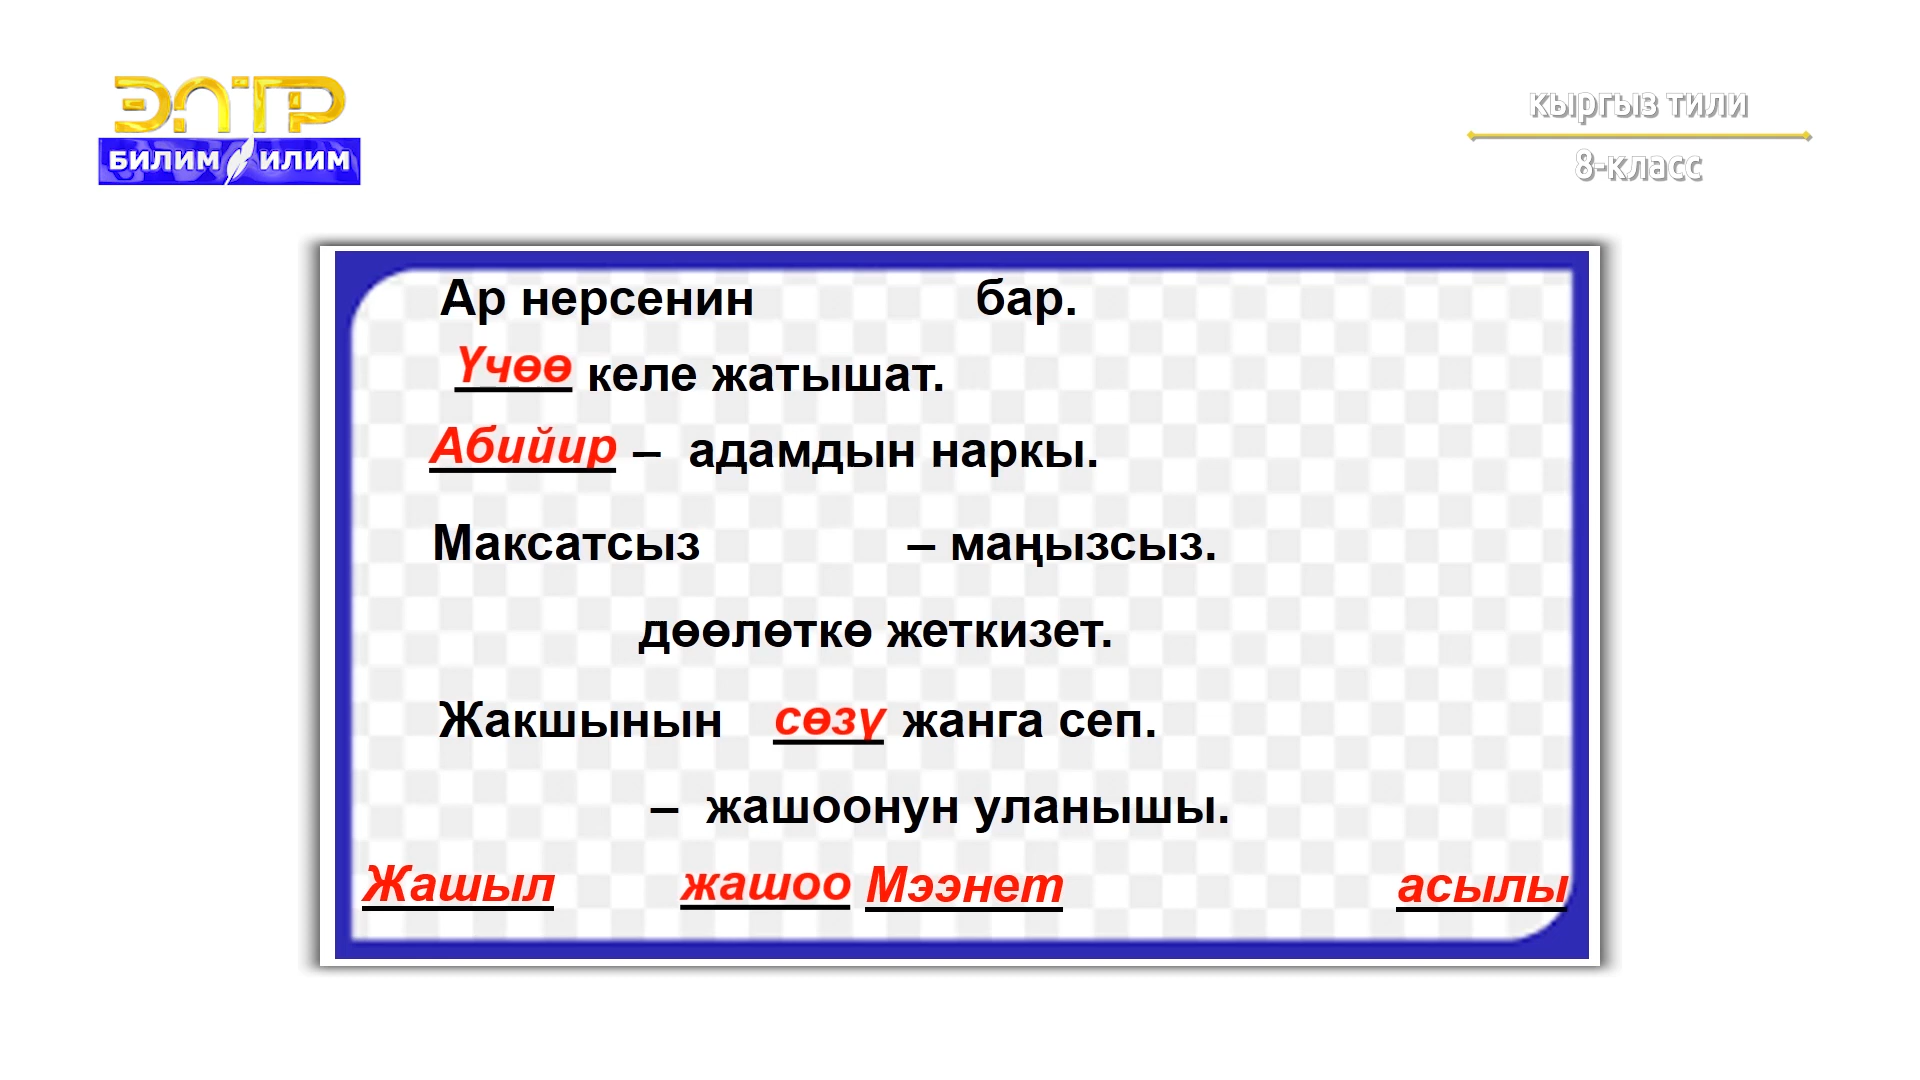 ЭЛТР
БИЛИМ ИЛИМ
кыргыз тили
8-класс
Ар нерсенин бар.
Үчөө келе жатышат.
Абийир – адамдын наркы.
Максатсыз – маңызсыз.
дөөлөткө жеткизет.
Жакшынын сөзү жанга сеп.
– жашоонун уланышы.
Жашыл жашоо Мээнет асылы